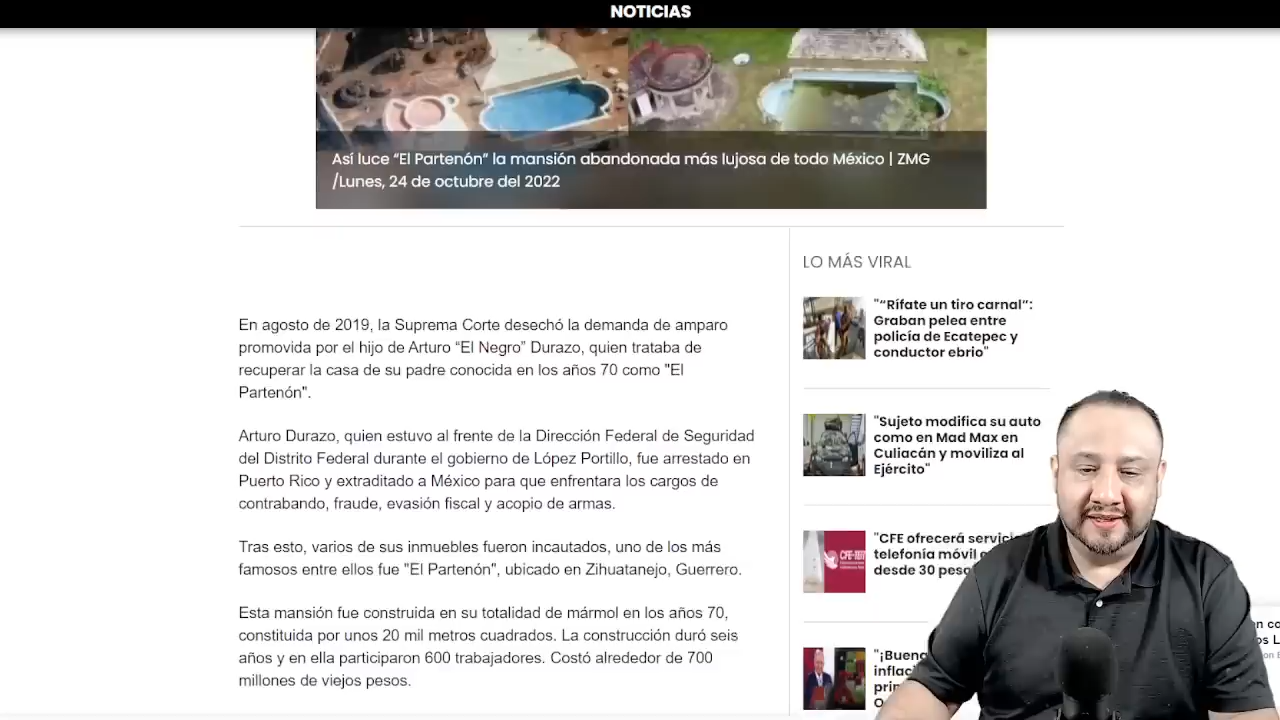 NOTICIAS
Así luce “El Partenón” la mansión abandonada más lujosa de todo México | ZMG
/Lunes, 24 de octubre del 2022
En agosto de 2019, la Suprema Corte desechó la demanda de amparo
promovida por el hijo de Arturo “El Negro” Durazo, quien trataba de
recuperar la casa de su padre conocida en los años 70 como "El
Partenón".
Arturo Durazo, quien estuvo al frente de la Dirección Federal de Seguridad
del Distrito Federal durante el gobierno de López Portillo, fue arrestado en
Puerto Rico y extraditado a México para que enfrentara los cargos de
contrabando, fraude, evasión fiscal y acopio de armas.
Tras esto, varios de sus inmuebles fueron incautados, uno de los más
famosos entre ellos fue "El Partenón", ubicado en Zihuatanejo, Guerrero.
Esta mansión fue construida en su totalidad de mármol en los años 70,
constituida por unos 20 mil metros cuadrados. La construcción duró seis
años y en ella participaron 600 trabajadores. Costó alrededor de 700
millones de viejos pesos.
LO MÁS VIRAL
"“Rífate un tiro carnal”:
Graban pelea entre
policía de Ecatepec y
conductor ebrio"
"Sujeto modifica su auto
como en Mad Max en
Culiacán y moviliza al
Ejército"
"CFE ofrecerá
telefonía móvil
desde 30